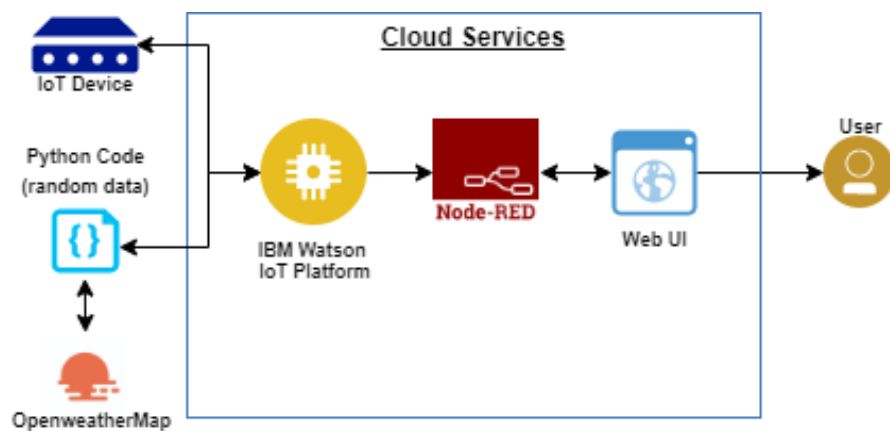 Cloud Services
IoT Device
Python Code
(random data)
{}
OpenweatherMap
IBM Watson
IoT Platform
Node-RED
Web UI
User